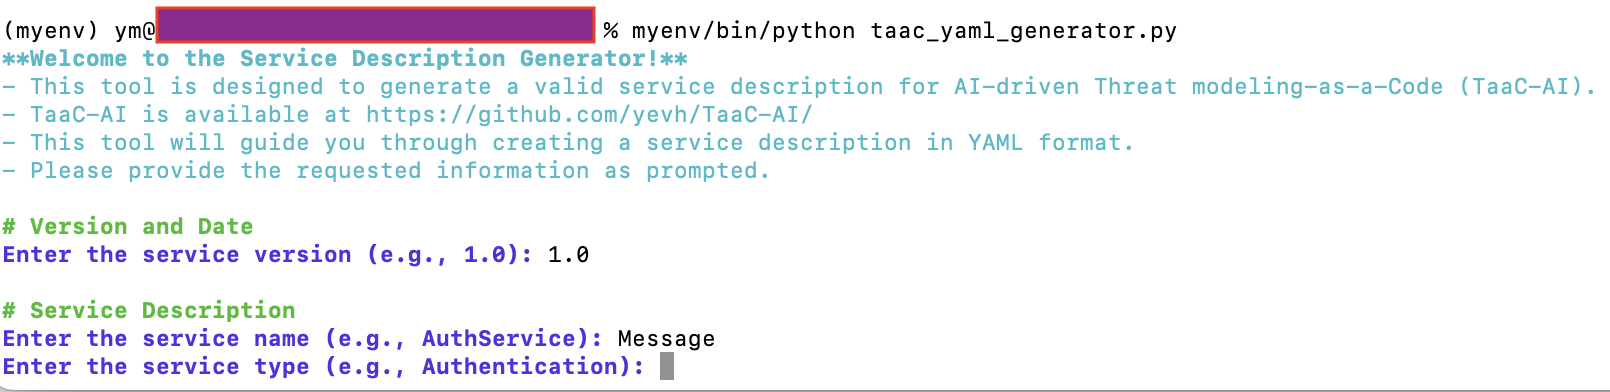 (myenv) ym@ % myenv/bin/python taac_yaml_generator.py
**Welcome to the Service Description Generator!**
- This tool is designed to generate a valid service description for AI-driven Threat modeling-as-a-Code (TaaC-AI).
- TaaC-AI is available at https://github.com/yevh/TaaC-AI/
- This tool will guide you through creating a service description in YAML format.
- Please provide the requested information as prompted.
# Version and Date
Enter the service version (e.g., 1.0): 1.0
# Service Description
Enter the service name (e.g., AuthService): Message
Enter the service type (e.g., Authentication):